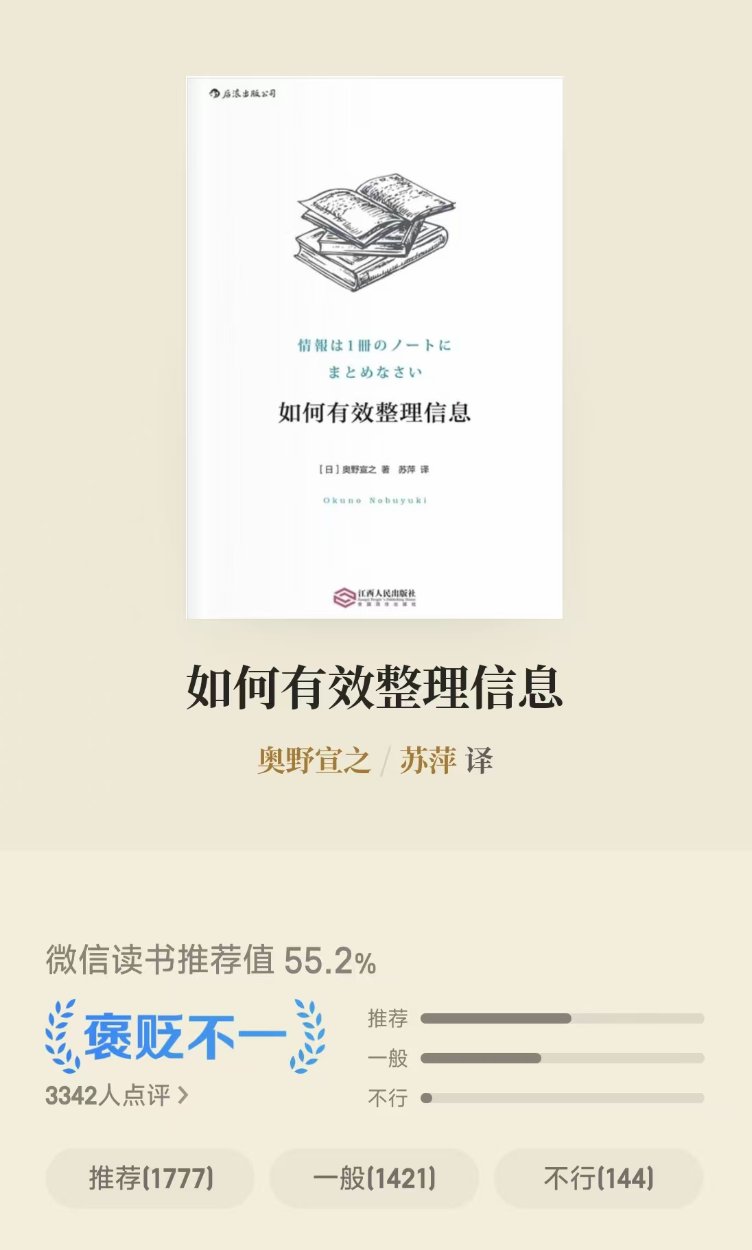 后浪出版公司
情報は1冊のノートに
まとめなさい
如何有效整理信息
[日]奥野宣之 著 苏萍 译
Okuno Nobuyuki
江西人民出版社
如何有效整理信息
奥野宣之 / 苏萍 译
微信读书推荐值 55.2%
褒贬不一
3342人点评 >
推荐
一般
不行
推荐(1777)
一般(1421)
不行(144)